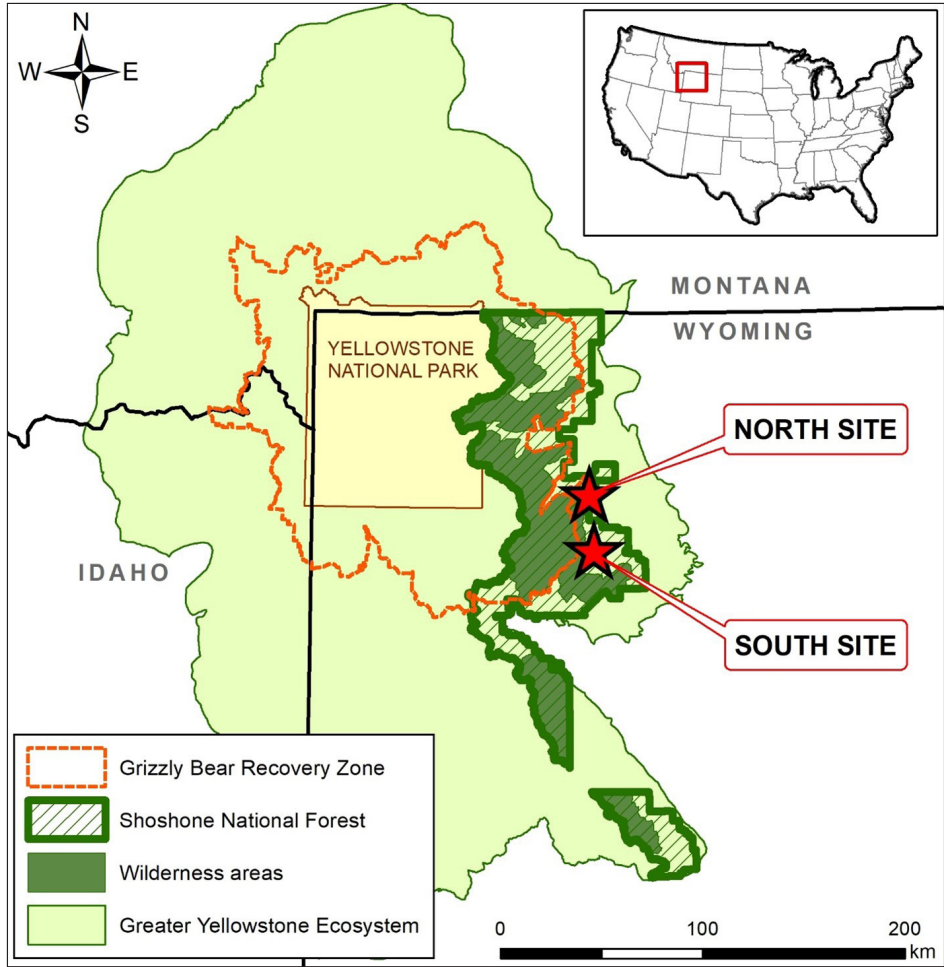 N
W
E
S
MONTANA
WYOMING
YELLOWSTONE
NATIONAL PARK
NORTH SITE
IDAHO
SOUTH SITE
Grizzly Bear Recovery Zone
Shoshone National Forest
Wilderness areas
Greater Yellowstone Ecosystem
0
100
200
km